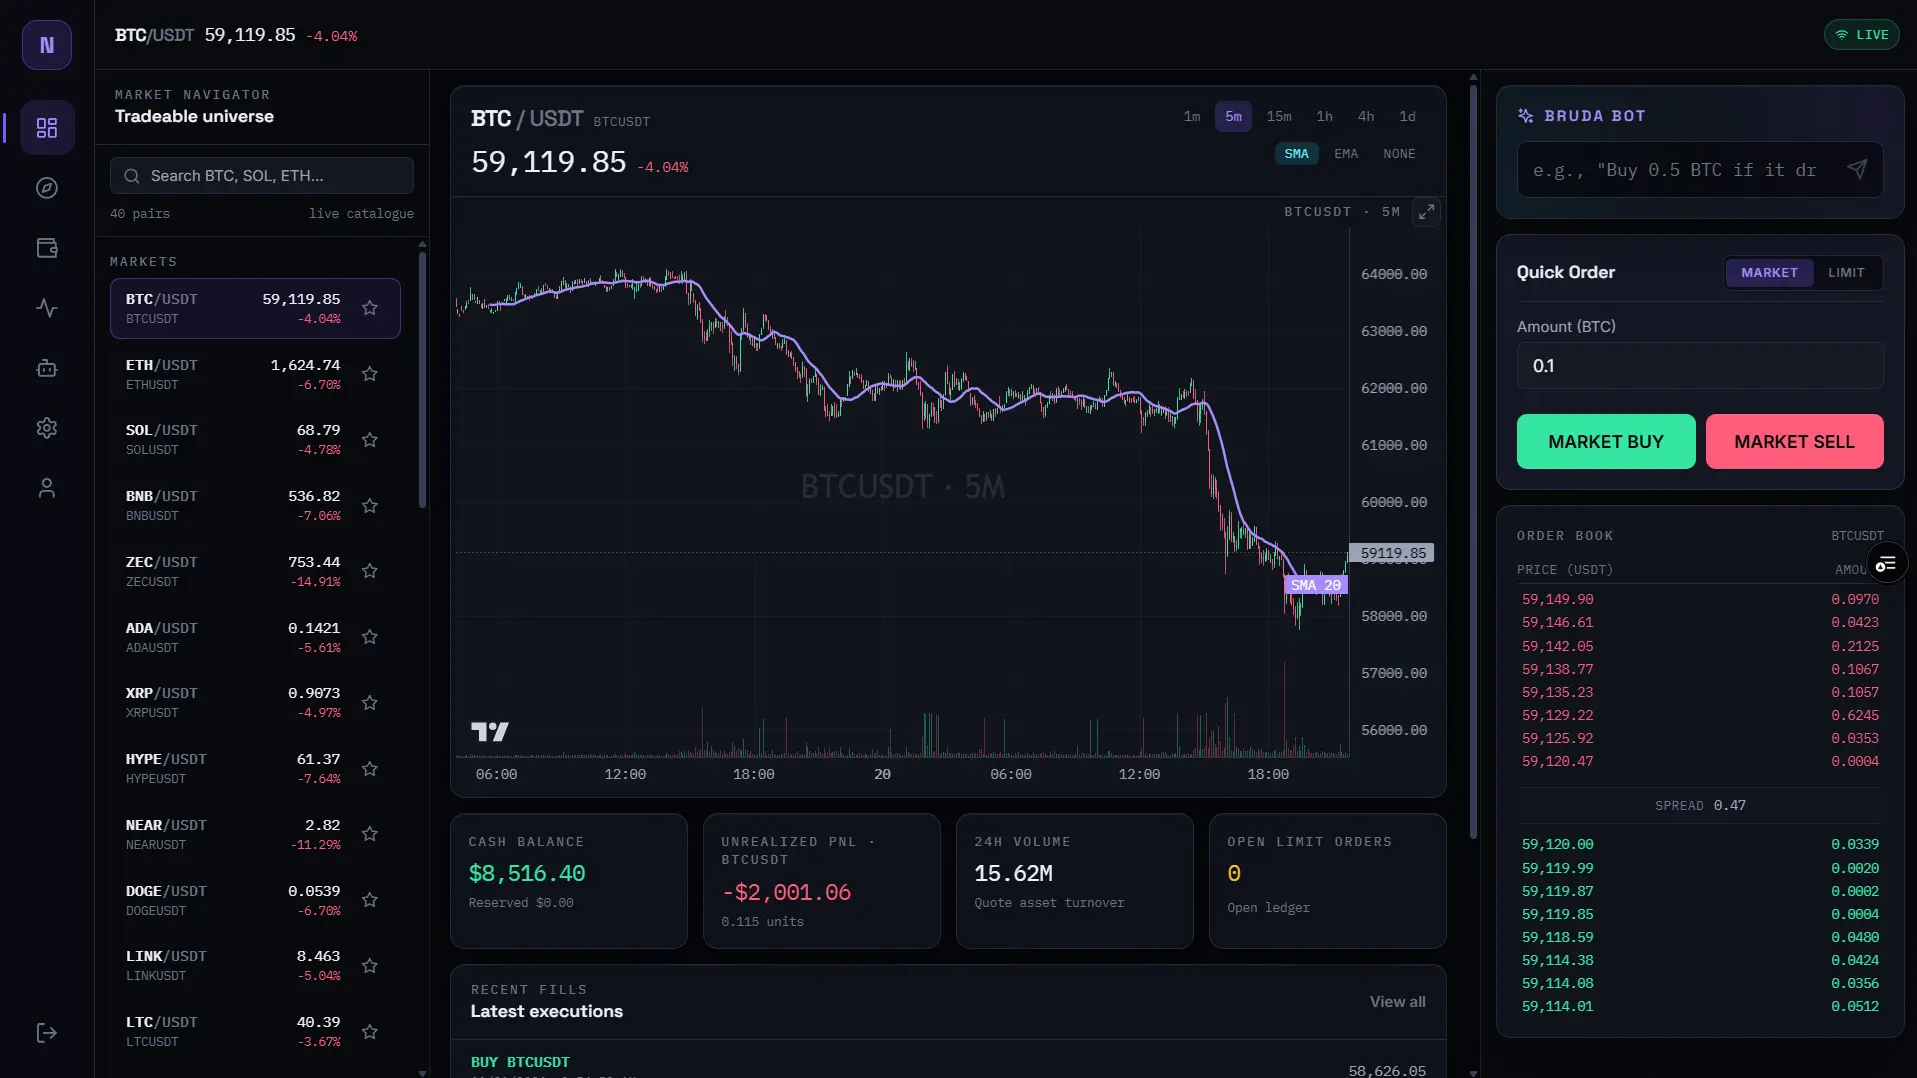 N
BTC/USDT 59,119.85 -4.04%
LIVE
MARKET NAVIGATOR
Tradeable universe
Search BTC, SOL, ETH...
40 pairs live catalogue
MARKETS
BTC/USDT 59,119.85
BTCUSDT -4.04%
ETH/USDT 1,624.74
ETHUSDT -6.70%
SOL/USDT 68.79
SOLUSDT -4.78%
BNB/USDT 536.82
BNBUSDT -7.06%
ZEC/USDT 753.44
ZECUSDT -14.91%
ADA/USDT 0.1421
ADAUSDT -5.61%
XRP/USDT 0.9073
XRPUSDT -4.97%
HYPE/USDT 61.37
HYPEUSDT -7.64%
NEAR/USDT 2.82
NEARUSDT -11.29%
DOGE/USDT 0.0539
DOGEUSDT -6.70%
LINK/USDT 8.463
LINKUSDT -5.04%
LTC/USDT 40.39
LTCUSDT -3.67%
BTC / USDT BTCUSDT
59,119.85 -4.04%
1m 5m 15m 1h 4h 1d
SMA EMA NONE
BTCUSDT · 5M
64000.00
63000.00
62000.00
61000.00
60000.00
59119.85
58000.00
57000.00
56000.00
BTCUSDT · 5M
SMA 20
06:00 12:00 18:00 20 06:00 12:00 18:00
CASH BALANCE
$8,516.40
Reserved $0.00
UNREALIZED PNL ·
BTCUSDT
-$2,001.06
0.115 units
24H VOLUME
15.62M
Quote asset turnover
OPEN LIMIT ORDERS
0
Open ledger
RECENT FILLS
Latest executions
View all
BUY BTCUSDT
58,626.05
BRUDA BOT
e.g., "Buy 0.5 BTC if it dr
Quick Order
MARKET LIMIT
Amount (BTC)
0.1
MARKET BUY MARKET SELL
ORDER BOOK BTCUSDT
PRICE (USDT)
59,149.90 0.0970
59,146.61 0.0423
59,142.05 0.2125
59,138.77 0.1067
59,135.23 0.1057
59,129.22 0.6245
59,125.92 0.0353
59,120.47 0.0004
SPREAD 0.47
59,120.00 0.0339
59,119.99 0.0020
59,119.87 0.0002
59,119.85 0.0004
59,118.59 0.0480
59,114.38 0.0424
59,114.08 0.0356
59,114.01 0.0512